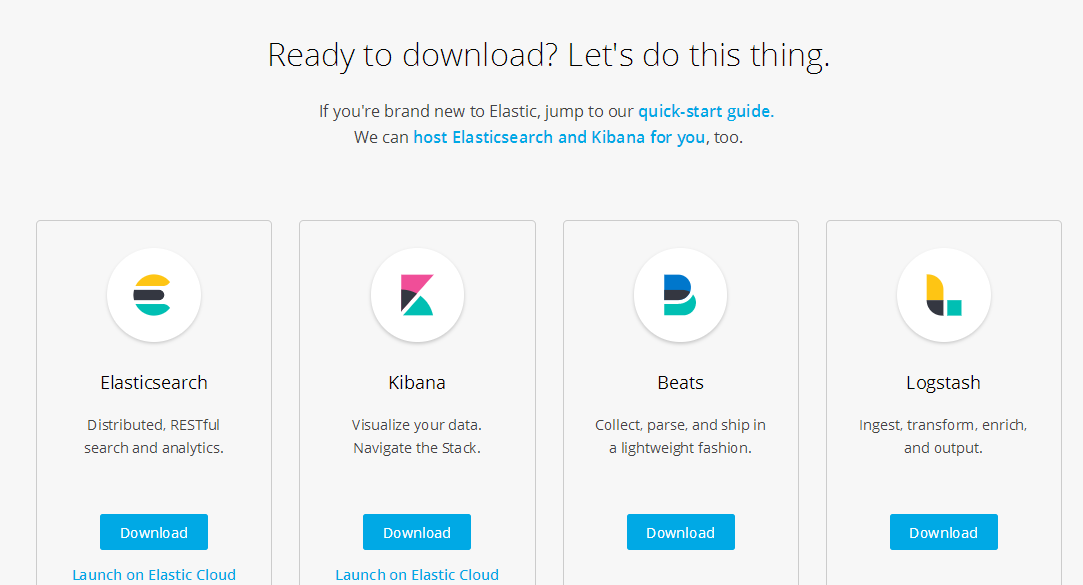 Ready to download? Let's do this thing.
If you're brand new to Elastic, jump to our quick-start guide.
We can host Elasticsearch and Kibana for you, too.
Elasticsearch
Distributed, RESTful
search and analytics.
Download
Launch on Elastic Cloud
Kibana
Visualize your data.
Navigate the Stack.
Download
Launch on Elastic Cloud
Beats
Collect, parse, and ship in
a lightweight fashion.
Download
Logstash
Ingest, transform, enrich,
and output.
Download